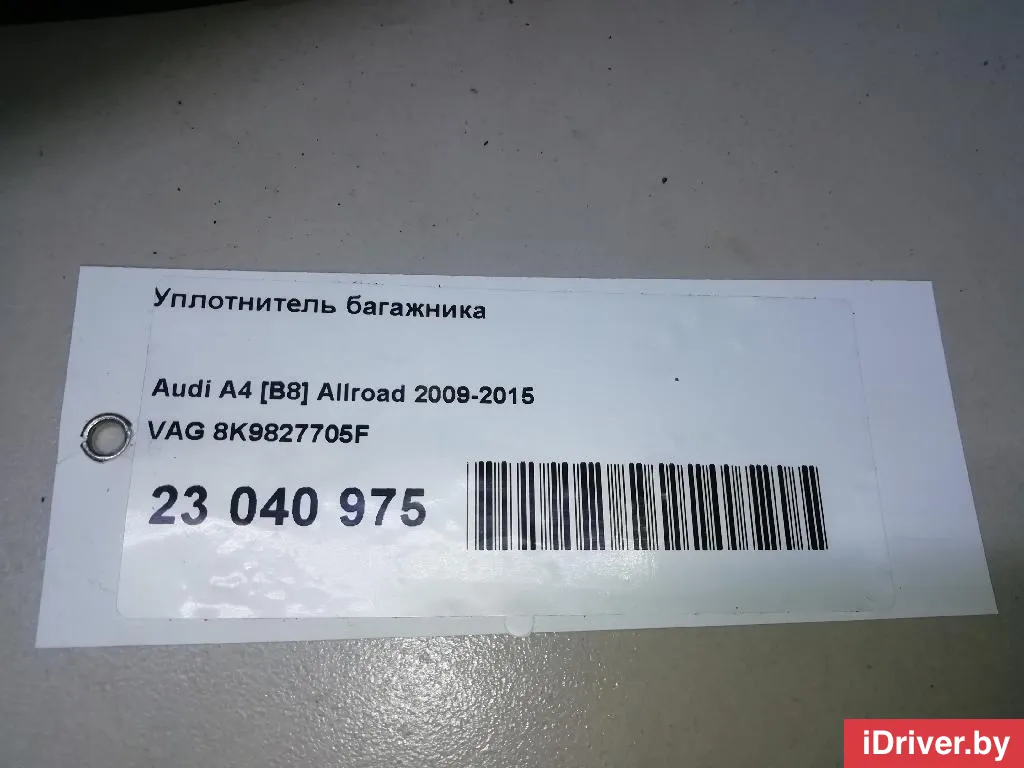 Уплотнитель багажника
Audi A4 [B8] Allroad 2009-2015
VAG 8K9827705F
23 040 975
iDriver.by